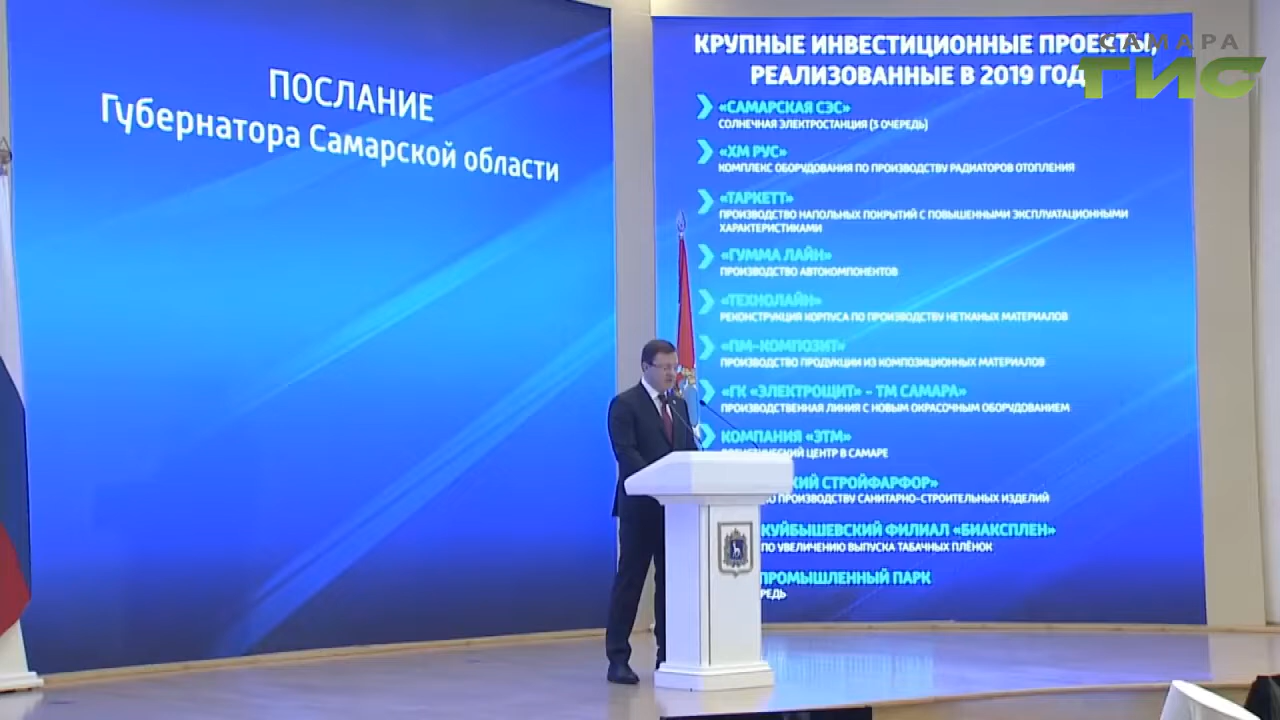 ПОСЛАНИЕ
Губернатора Самарской области
КРУПНЫЕ ИНВЕСТИЦИОННЫЕ ПРОЕКТЫ,
РЕАЛИЗОВАННЫЕ В 2019 ГОД
САМАРА
ГИС
«САМАРСКАЯ СЭС»
СОЛНЕЧНАЯ ЭЛЕКТРОСТАНЦИЯ (3 ОЧЕРЕДЬ)
«ХМ РУС»
КОМПЛЕКС ОБОРУДОВАНИЯ ПО ПРОИЗВОДСТВУ РАДИАТОРОВ ОТОПЛЕНИЯ
«ТАРКЕТТ»
ПРОИЗВОДСТВО НАПОЛЬНЫХ ПОКРЫТИЙ С ПОВЫШЕННЫМИ ЭКСПЛУАТАЦИОННЫМИ
ХАРАКТЕРИСТИКАМИ
«ГУММА ЛАЙН»
ПРОИЗВОДСТВО АВТОКОМПОНЕНТОВ
«ТЕХНОЛАЙН»
РЕКОНСТРУКЦИЯ КОРПУСА ПО ПРОИЗВОДСТВУ НЕТКАНЫХ МАТЕРИАЛОВ
«ПМ-КОМПОЗИТ»
ПРОИЗВОДСТВО ПРОДУКЦИИ ИЗ КОМПОЗИЦИОННЫХ МАТЕРИАЛОВ
«ГК «ЭЛЕКТРОЩИТ» - ТМ САМАРА»
ПРОИЗВОДСТВЕННАЯ ЛИНИЯ С НОВЫМ ОКРАСОЧНЫМ ОБОРУДОВАНИЕМ
КОМПАНИЯ «ЭТМ»
ЦЕНТР В САМАРЕ
СТРОЙФАРФОР»
ПО ПРОИЗВОДСТВУ САНИТАРНО-СТРОИТЕЛЬНЫХ ИЗДЕЛИЙ
КУЙБЫШЕВСКИЙ ФИЛИАЛ «БИАКСПЛЕН»
ПО УВЕЛИЧЕНИЮ ВЫПУСКА ТАБАЧНЫХ ПЛЁНОК
ПРОМЫШЛЕННЫЙ ПАРК